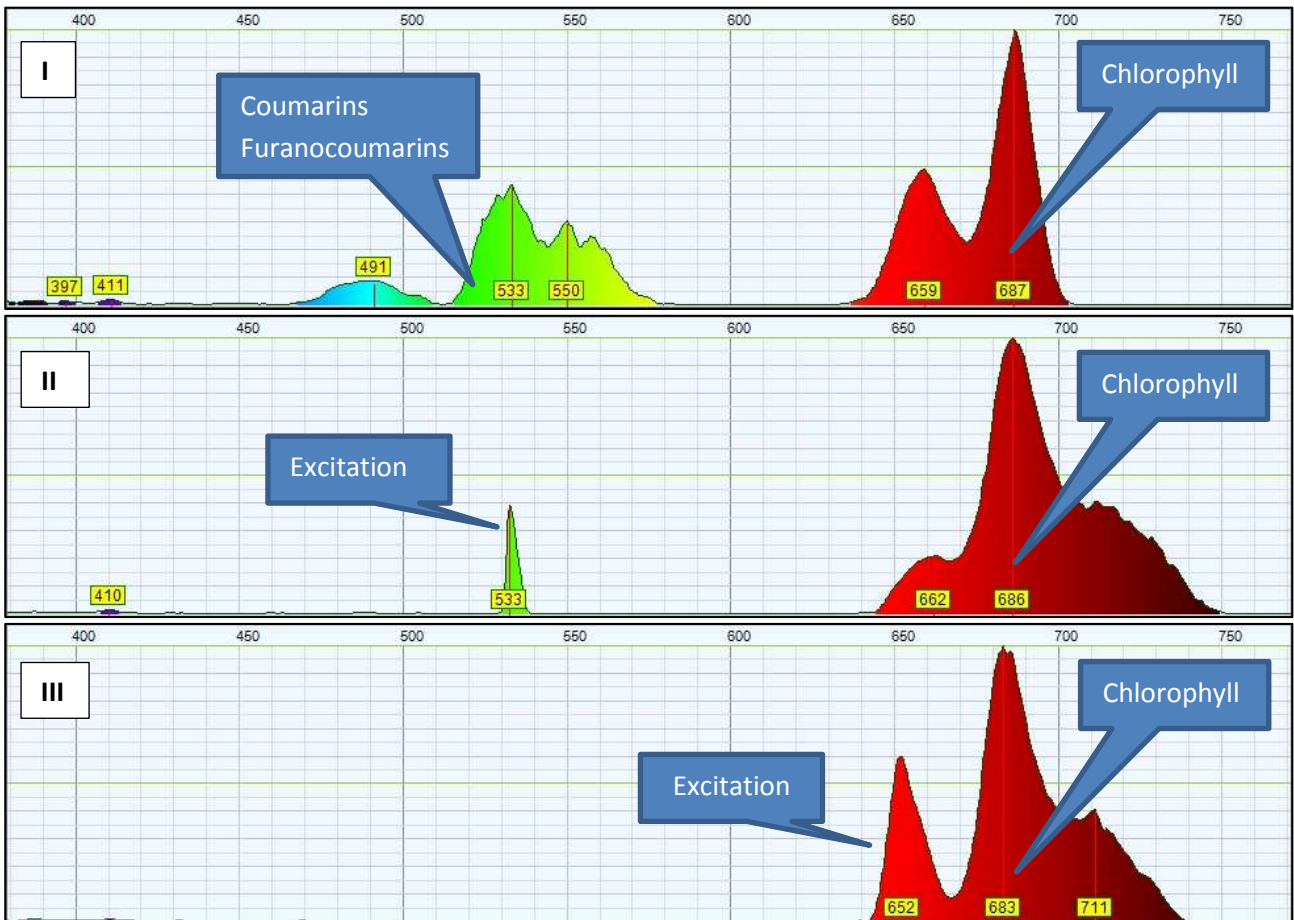 400 450 500 550 600 650 700 750
I
Coumarins
Furanocoumarins
Chlorophyll
397 411 491 533 550 659 687
400 450 500 550 600 650 700 750
II
Chlorophyll
Excitation
410 533 662 686
400 450 500 550 600 650 700 750
III
Chlorophyll
Excitation
652 683 711